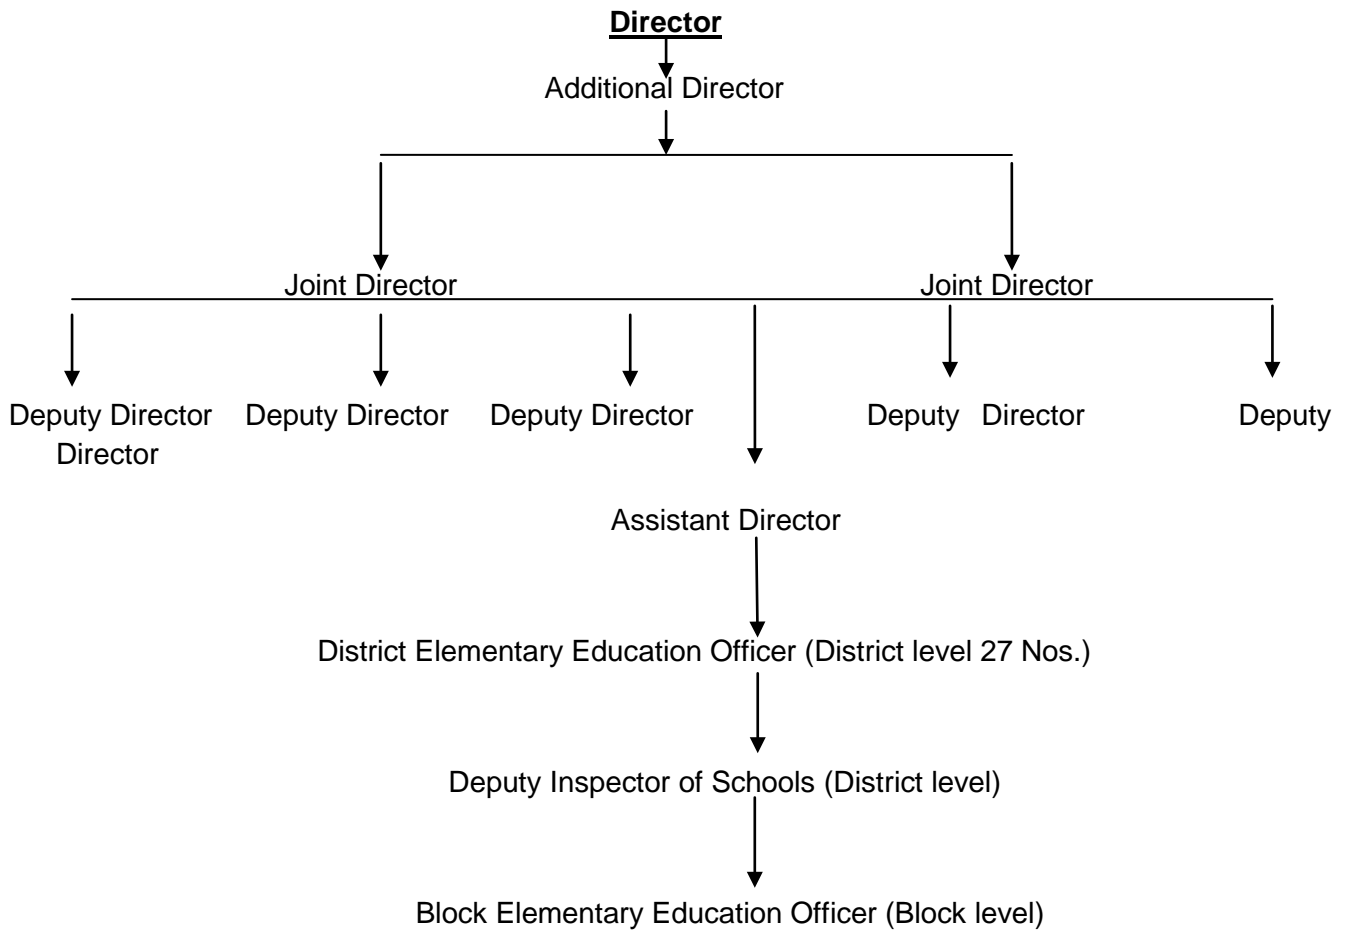 Director
Additional Director
Joint Director Joint Director
Deputy Director Deputy Director Deputy Director Deputy Director Deputy
Director
Assistant Director
District Elementary Education Officer (District level 27 Nos.)
Deputy Inspector of Schools (District level)
Block Elementary Education Officer (Block level)